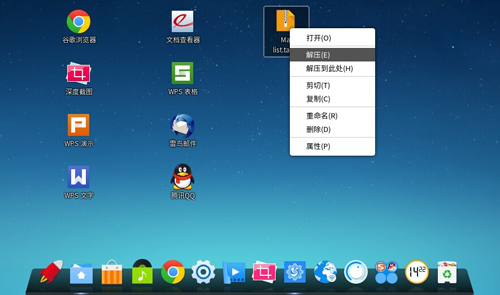 谷歌浏览器
文档查看器
Ma
list.ta
打开(O)
解压(E)
解压到此处(H)
剪切(T)
复制(C)
重命名(R)
删除(D)
属性(P)
深度截图
WPS 表格
WPS 演示
雷鸟邮件
WPS 文字
腾讯QQ
14 22